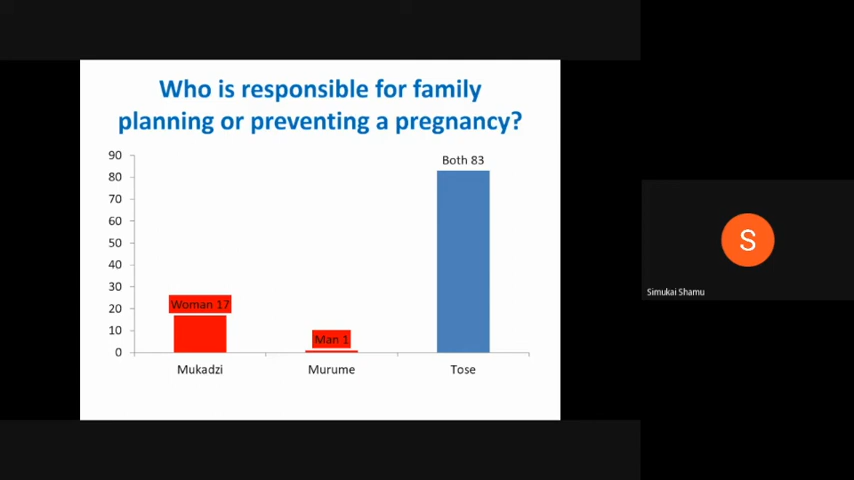 Who is responsible for family
planning or preventing a pregnancy?
90
80
70
60
50
40
30
20
10
0
Both 83
Woman 17
Man 1
Mukadzi
Murume
Tose
S
Simukai Shamu